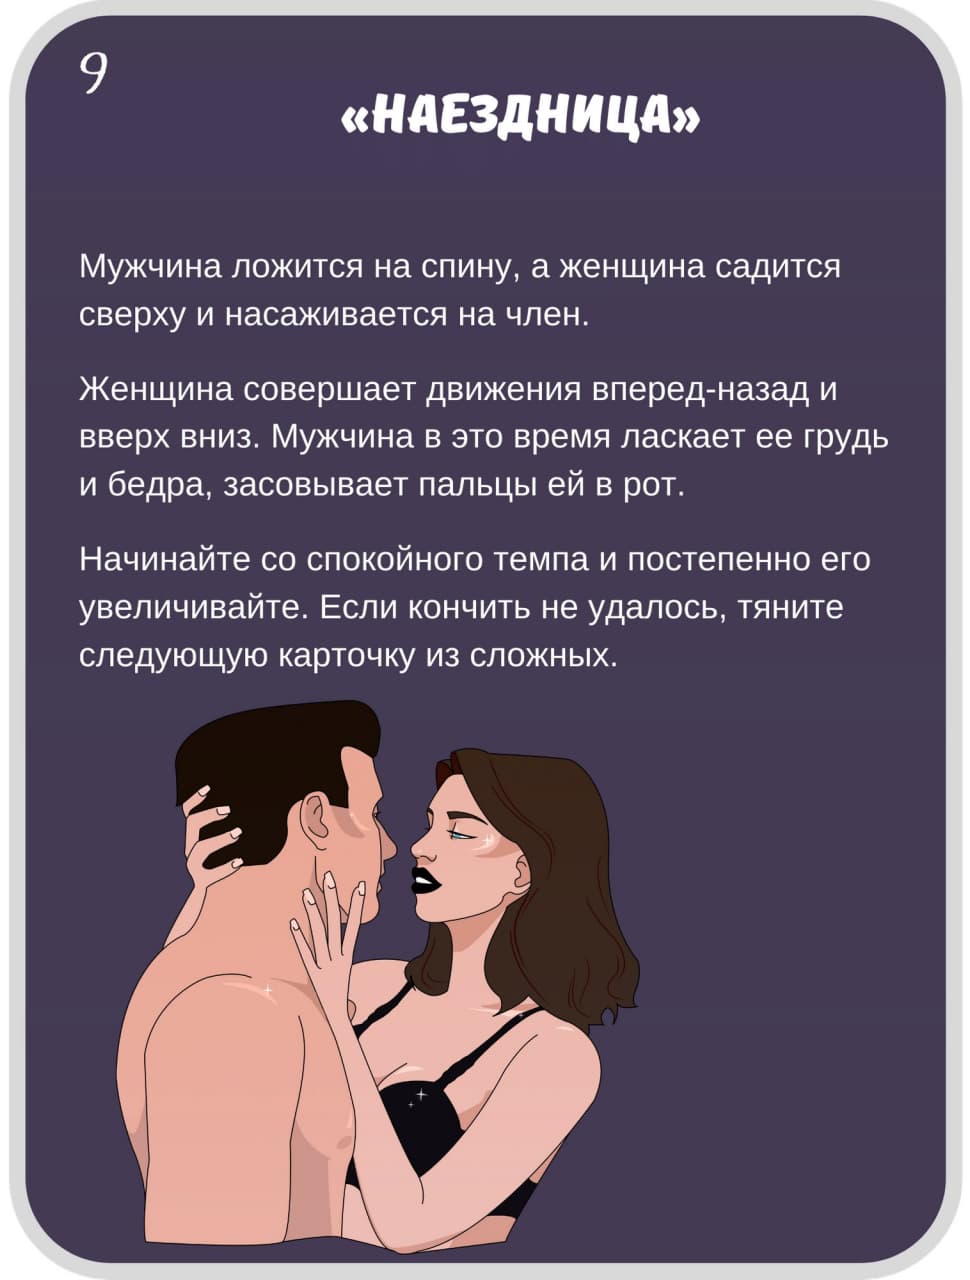 9
«НАЕЗДНИЦА»
Мужчина ложится на спину, а женщина садится
сверху и насаживается на член.
Женщина совершает движения вперед-назад и
вверх вниз. Мужчина в это время ласкает ее грудь
и бедра, засовывает пальцы ей в рот.
Начинайте со спокойного темпа и постепенно его
увеличивайте. Если кончить не удалось, тяните
следующую карточку из сложных.